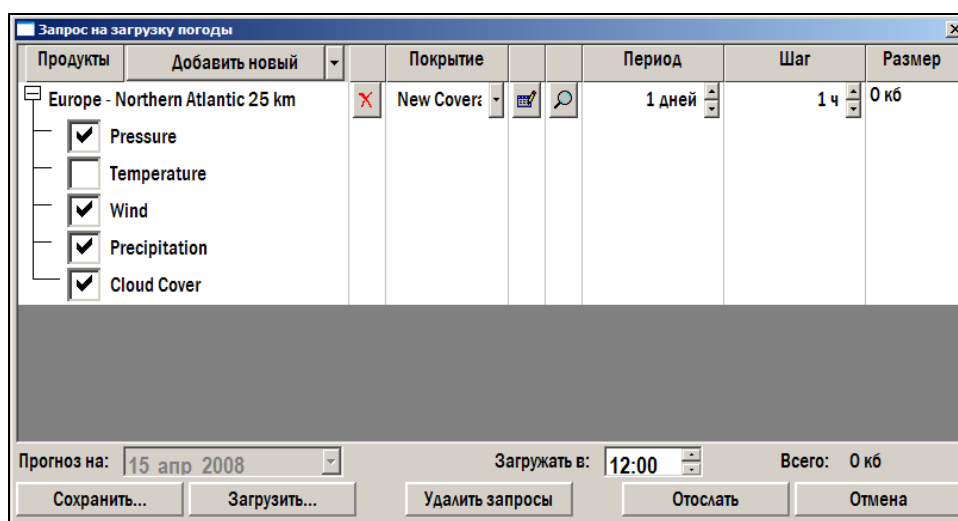 Запрос на загрузку погоды
Продукты Добавить новый Покрытие Период Шаг Размер
Europe - Northern Atlantic 25 km New Covera 1 дней 1 ч 0 кб
Pressure
Temperature
Wind
Precipitation
Cloud Cover
Прогноз на: 15 апр 2008 Загружать в: 12:00 Всего: 0 кб
Сохранить... Загрузить... Удалить запросы Отослать Отмена